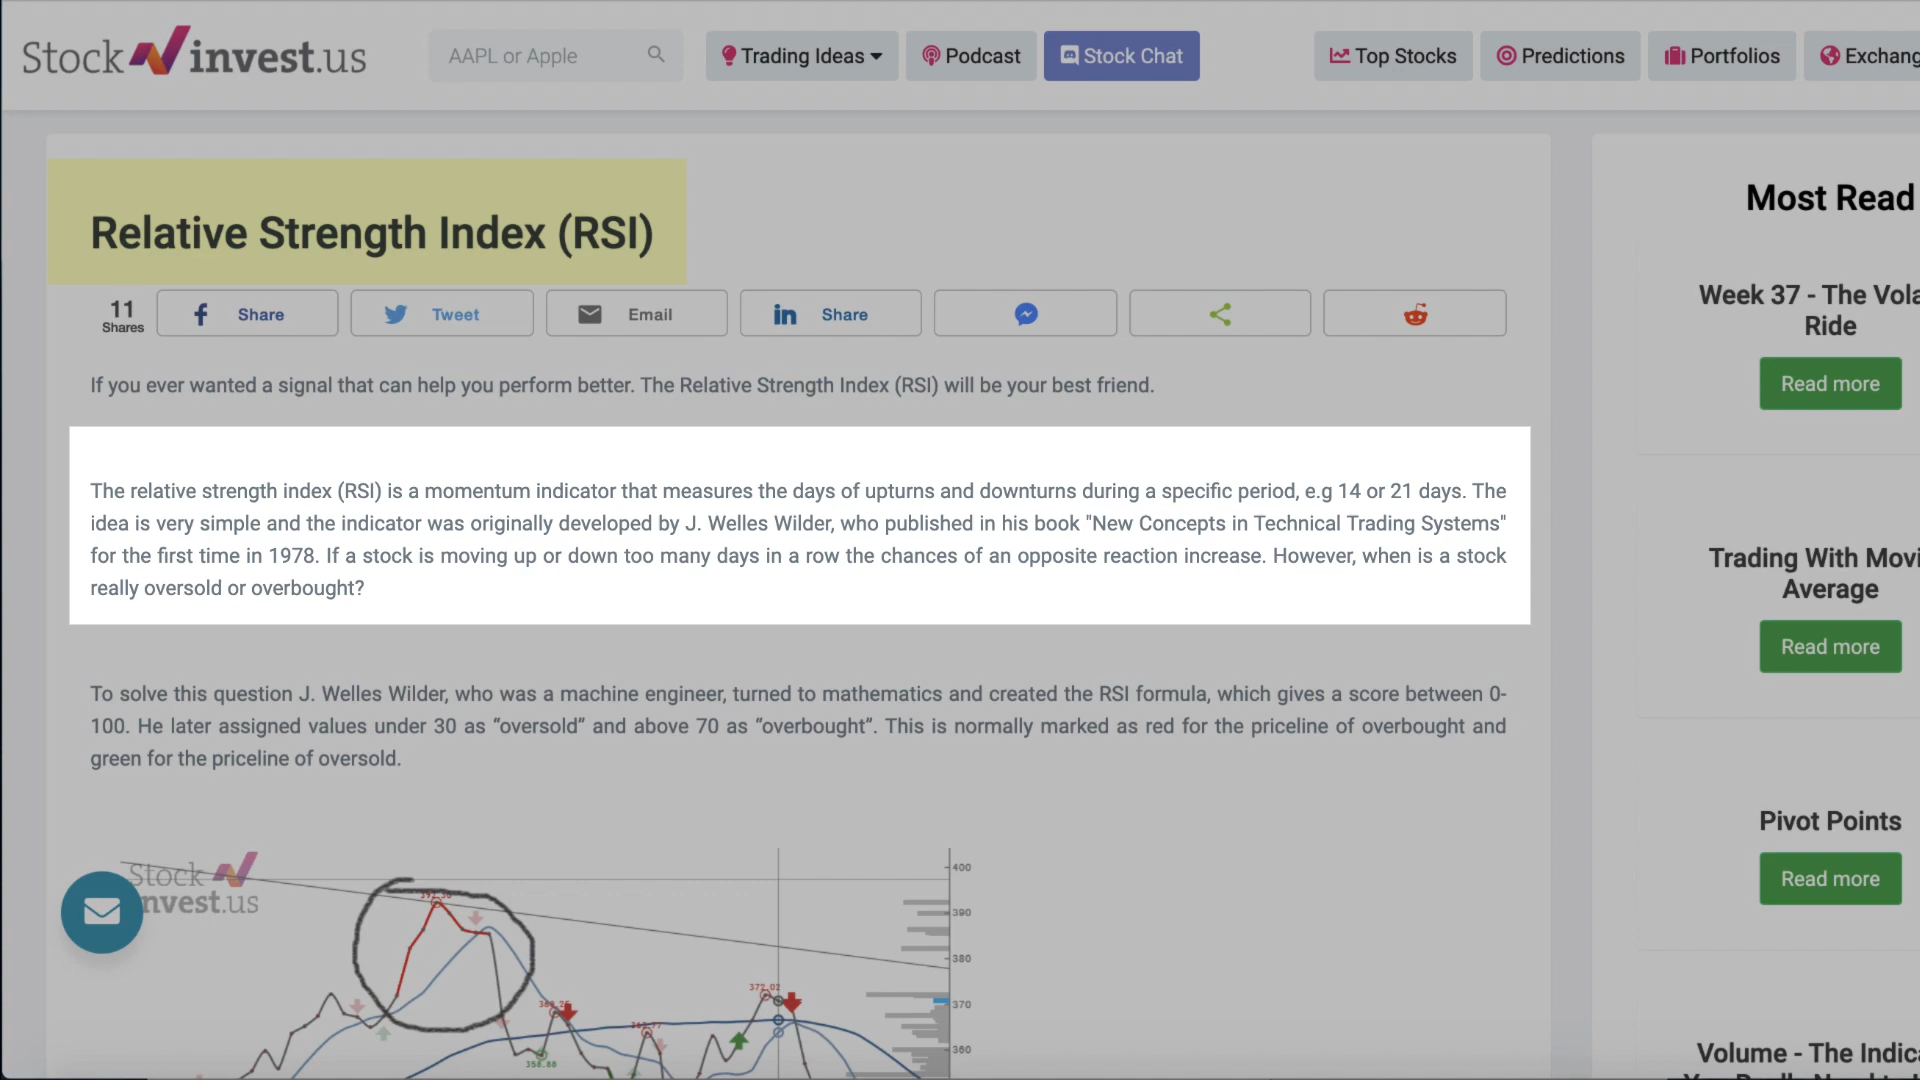 Stock invest.us
AAPL or Apple
Trading Ideas
Podcast
Stock Chat
Top Stocks
Predictions
Portfolios
Relative Strength Index (RSI)
11
Shares
Share
Tweet
Email
Share
If you ever wanted a signal that can help you perform better. The Relative Strength Index (RSI) will be your best friend.
The relative strength index (RSI) is a momentum indicator that measures the days of upturns and downturns during a specific period, e.g 14 or 21 days. The
idea is very simple and the indicator was originally developed by J. Welles Wilder, who published in his book "New Concepts in Technical Trading Systems"
for the first time in 1978. If a stock is moving up or down too many days in a row the chances of an opposite reaction increase. However, when is a stock
really oversold or overbought?
To solve this question J. Welles Wilder, who was a machine engineer, turned to mathematics and created the RSI formula, which gives a score between 0-
100. He later assigned values under 30 as “oversold” and above 70 as “overbought”. This is normally marked as red for the priceline of overbought and
green for the priceline of oversold.
Stock
invest.us
400
390
380
372.02
370
360
Most Read
Week 37 - The
Ride
Read more
Trading With
Average
Read more
Pivot Points
Read more
Volume - The